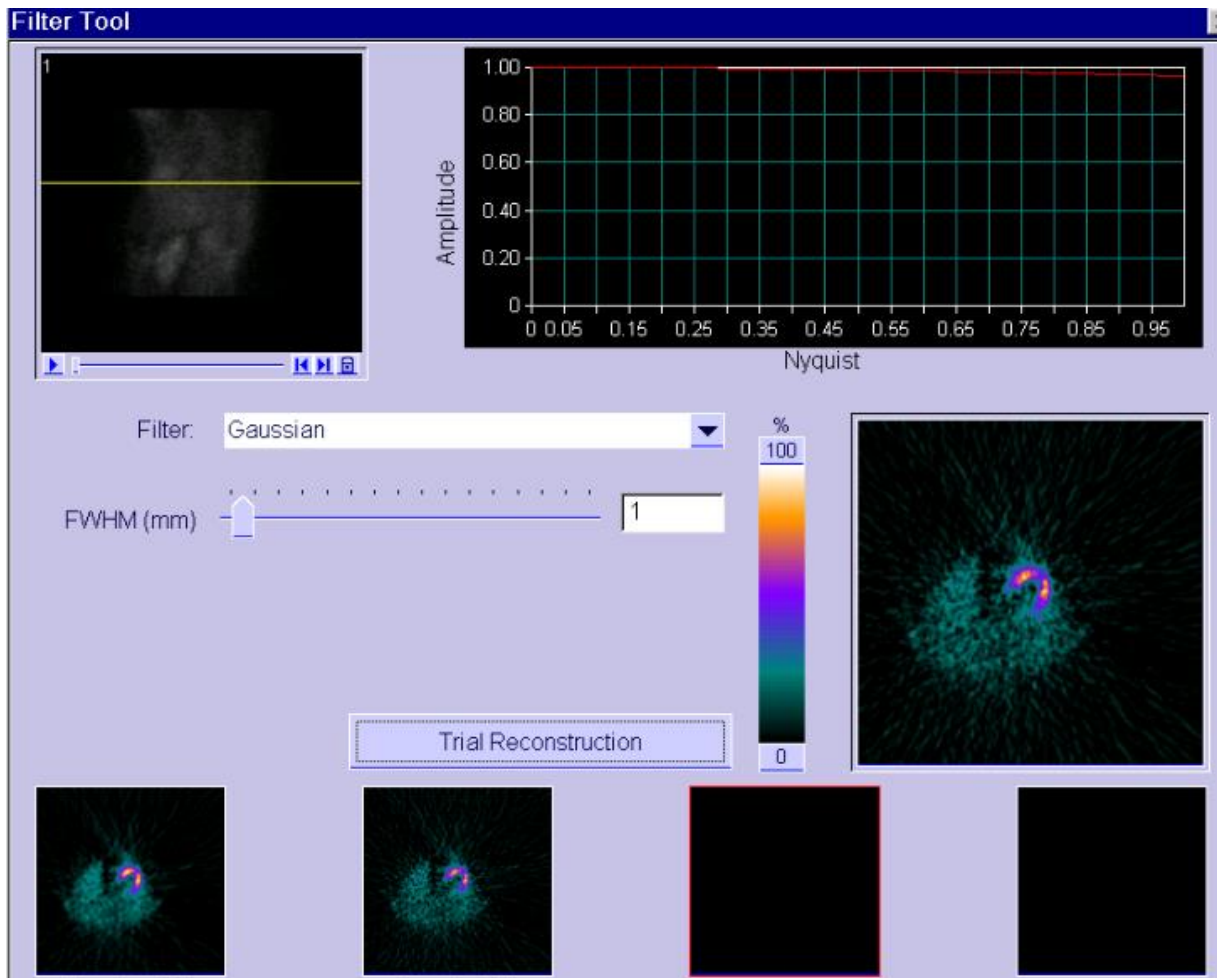 Filter Tool
1
1.00
0.80
0.60
0.40
0.20
0
Amplitude
0 0.05 0.15 0.25 0.35 0.45 0.55 0.65 0.75 0.85 0.95
Nyquist
Filter: Gaussian
FWHM (mm) 1
%
100
0
Trial Reconstruction